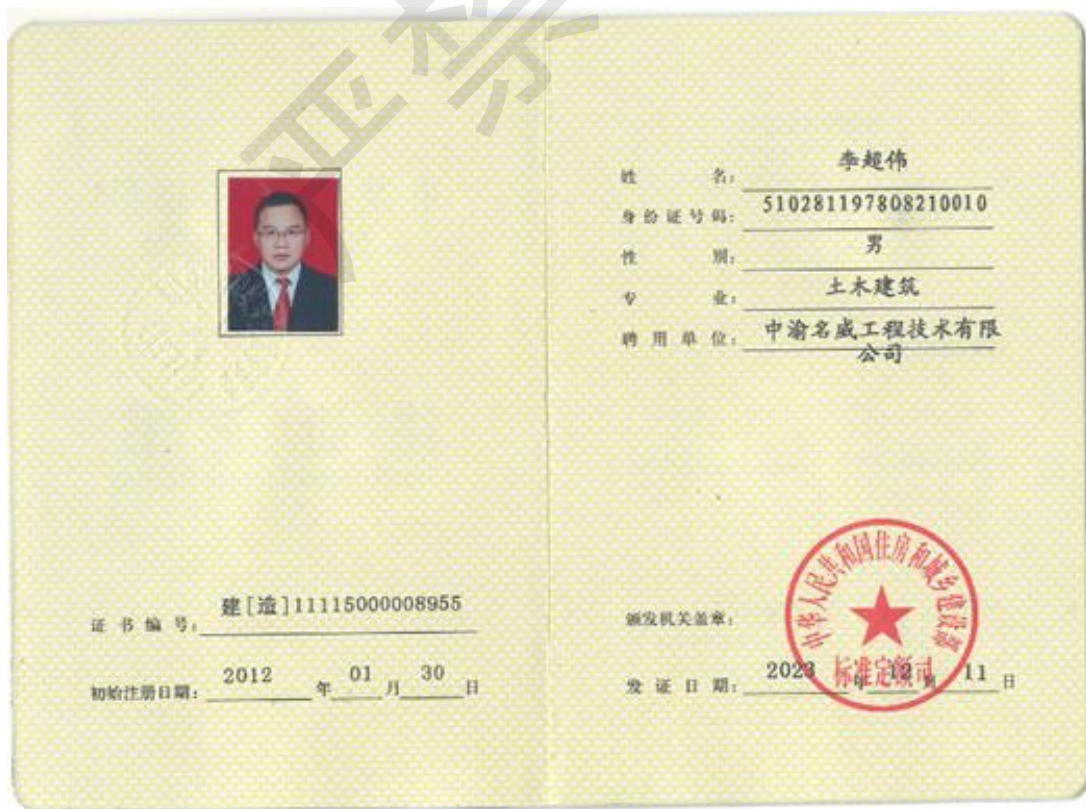 严禁
姓 名: 李超伟
身份证号码: 510281197808210010
性 别: 男
专 业: 土木建筑
聘用单位: 中渝名威工程技术有限
公司
证书编号: 建[造]11115000008955
初始注册日期: 2012 年 01 月 30 日
颁发机关盖章:
中华人民共和国住房和城乡建设部
标准定额司
发证日期: 2023 年 12 月 11 日